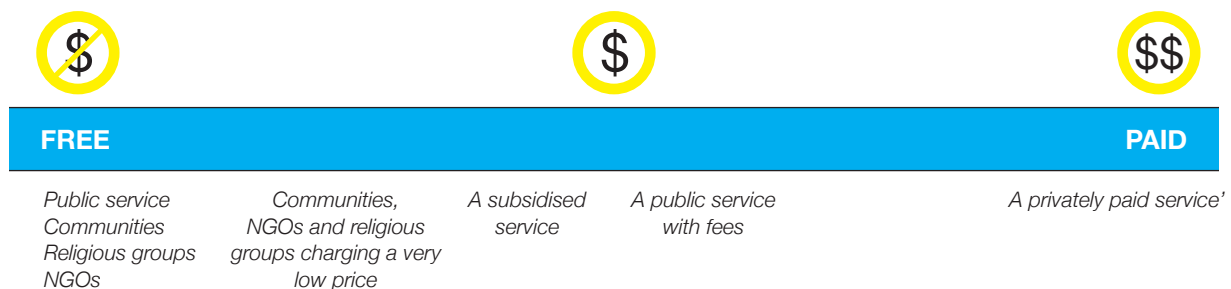 $
$
$$
FREE
PAID
Public service
Communities
Religious groups
NGOs
Communities,
NGOs and religious
groups charging a very
low price
A subsidised
service
A public service
with fees
A privately paid service’